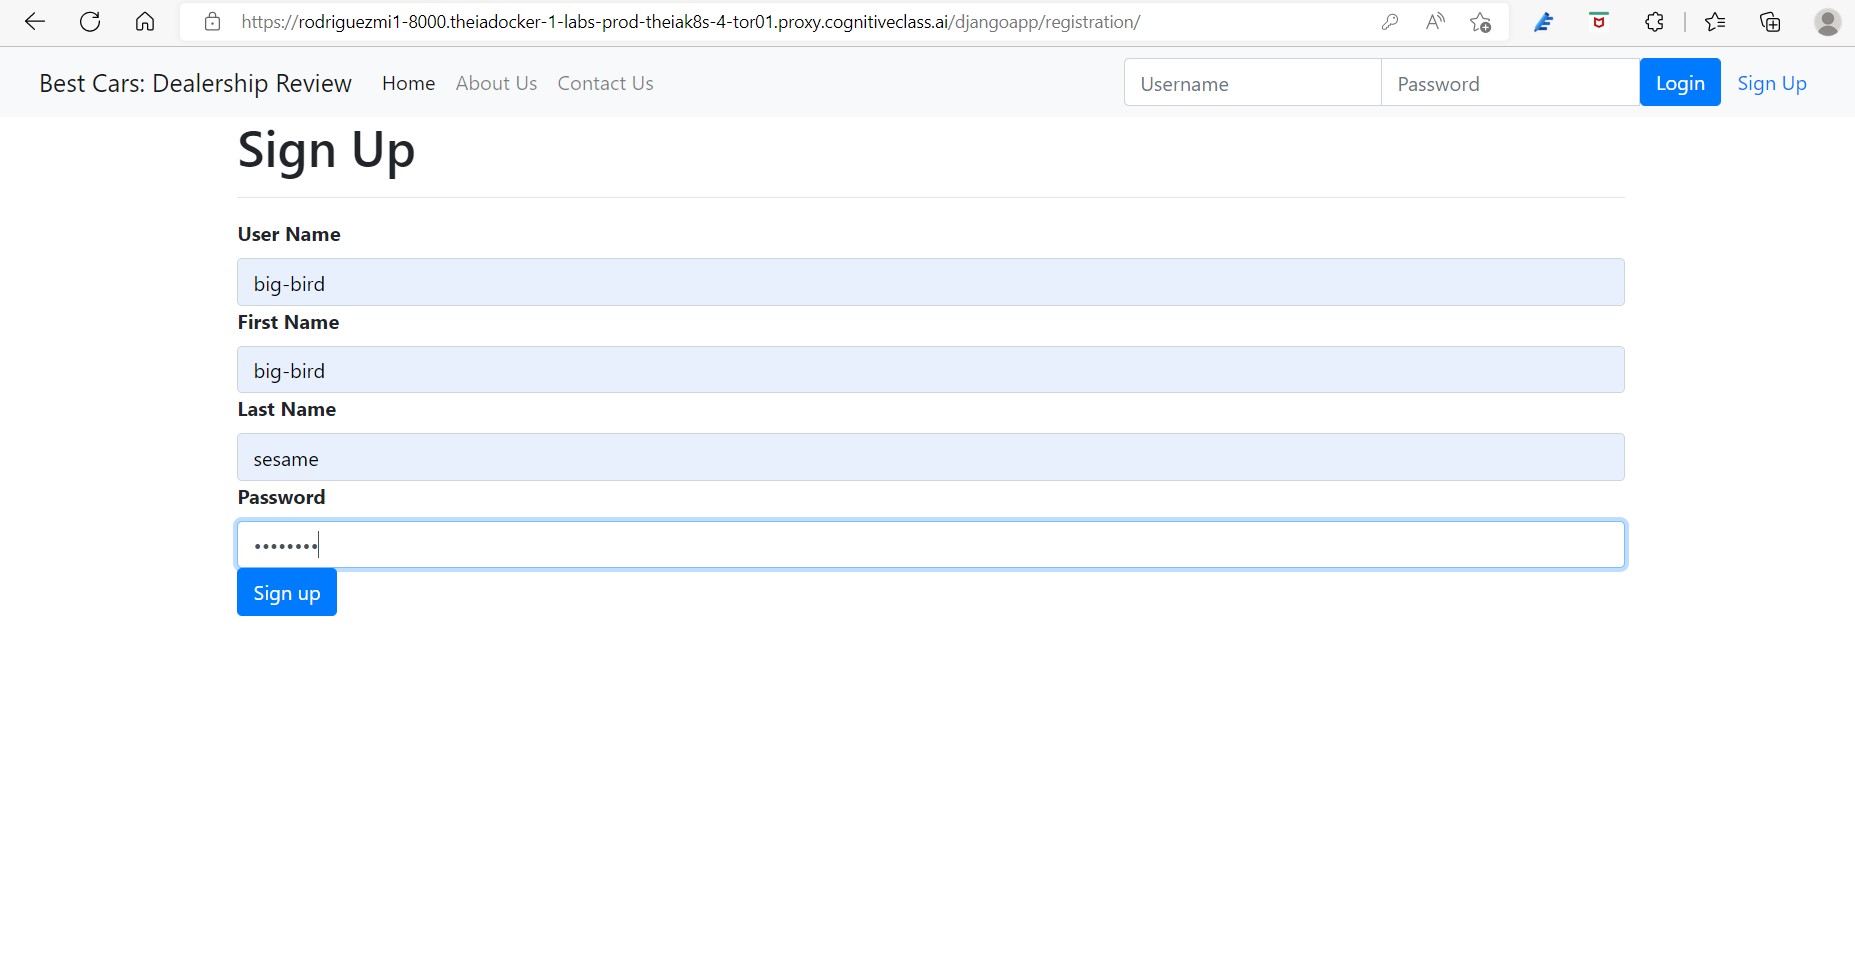 https://rodriguezmi1-8000.theiadocker-1-labs-prod-theiak8s-4-tor01.proxy.cognitiveclass.ai/djangoapp/registration/
Best Cars: Dealership Review Home About Us Contact Us Username Password Login Sign Up
Sign Up
User Name
big-bird
First Name
big-bird
Last Name
sesame
Password
••••••••
Sign up